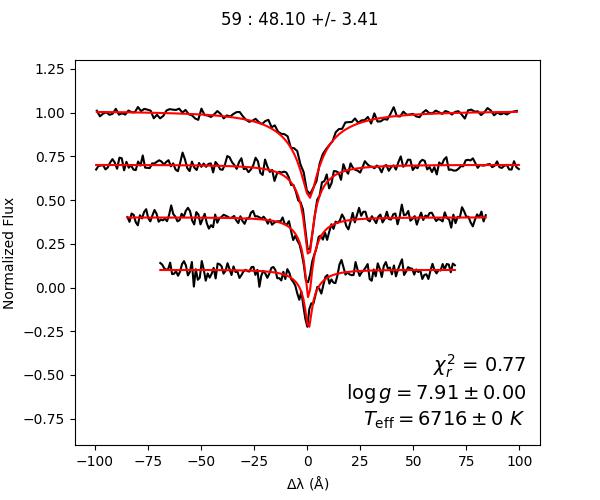 59 : 48.10 +/- 3.41
1.25
1.00
0.75
0.50
0.25
0.00
−0.25
−0.50
−0.75
Normalized Flux
χ²ᵣ = 0.77
log g = 7.91 ± 0.00
T_eff = 6716 ± 0 K
−100 −75 −50 −25 0 25 50 75 100
Δλ (Å)